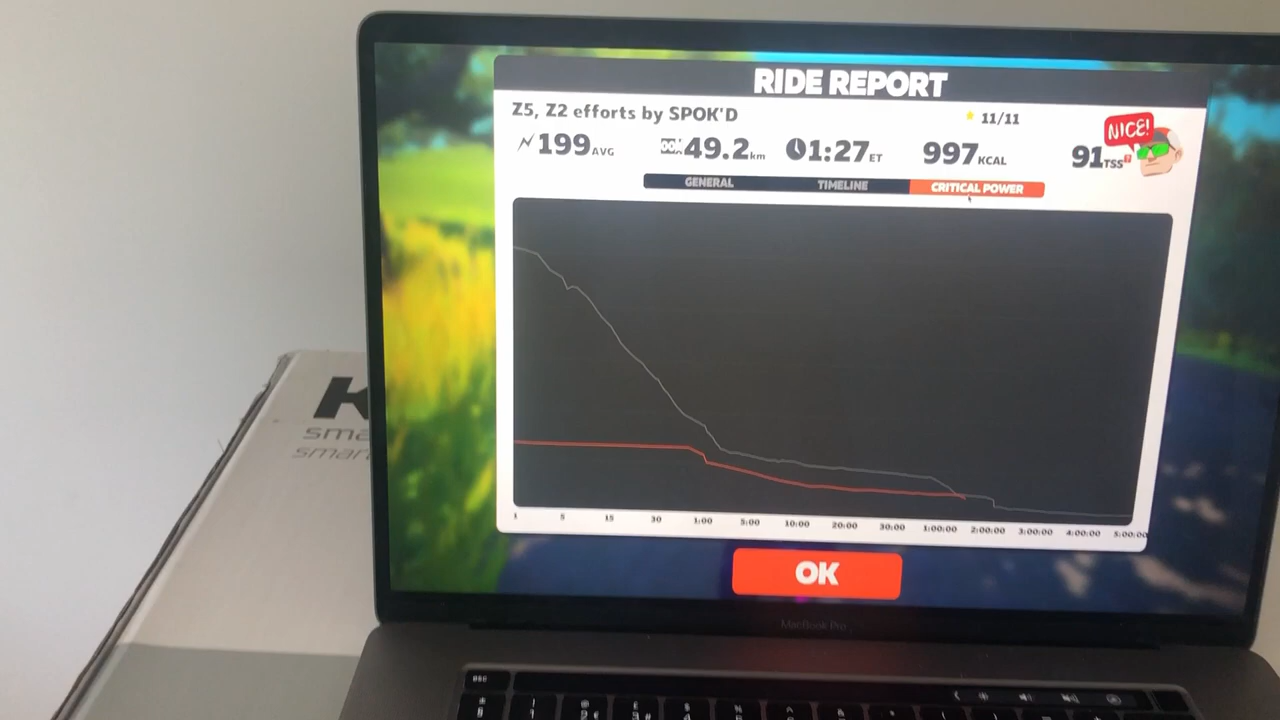 RIDE REPORT
Z5, Z2 efforts by SPOK'D
11/11
NICE!
199 AVG
49.2 km
1:27 ET
997 KCAL
91 TSS
GENERAL
TIMELINE
CRITICAL POWER
1 5 15 30 1:00 5:00 10:00 20:00 30:00 1:00:00 2:00:00 3:00:00 4:00:00 5:00:00
OK
K
sma
smar
MacBook Pro
esc